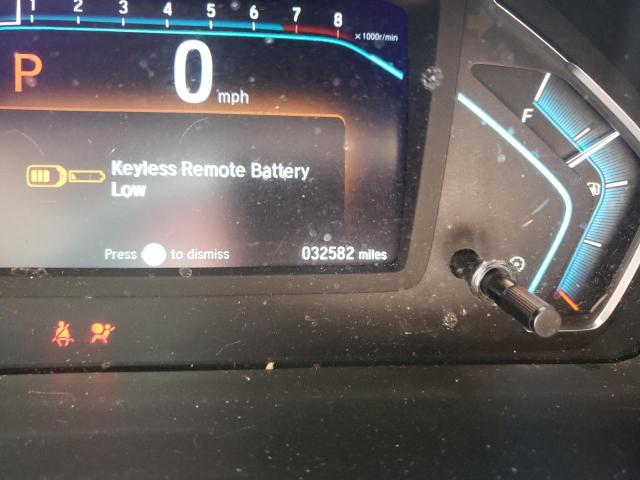 1 2 3 4 5 6 7 8
x1000r/min
P 0 mph
F
Keyless Remote Battery
Low
Press to dismiss
032582 miles